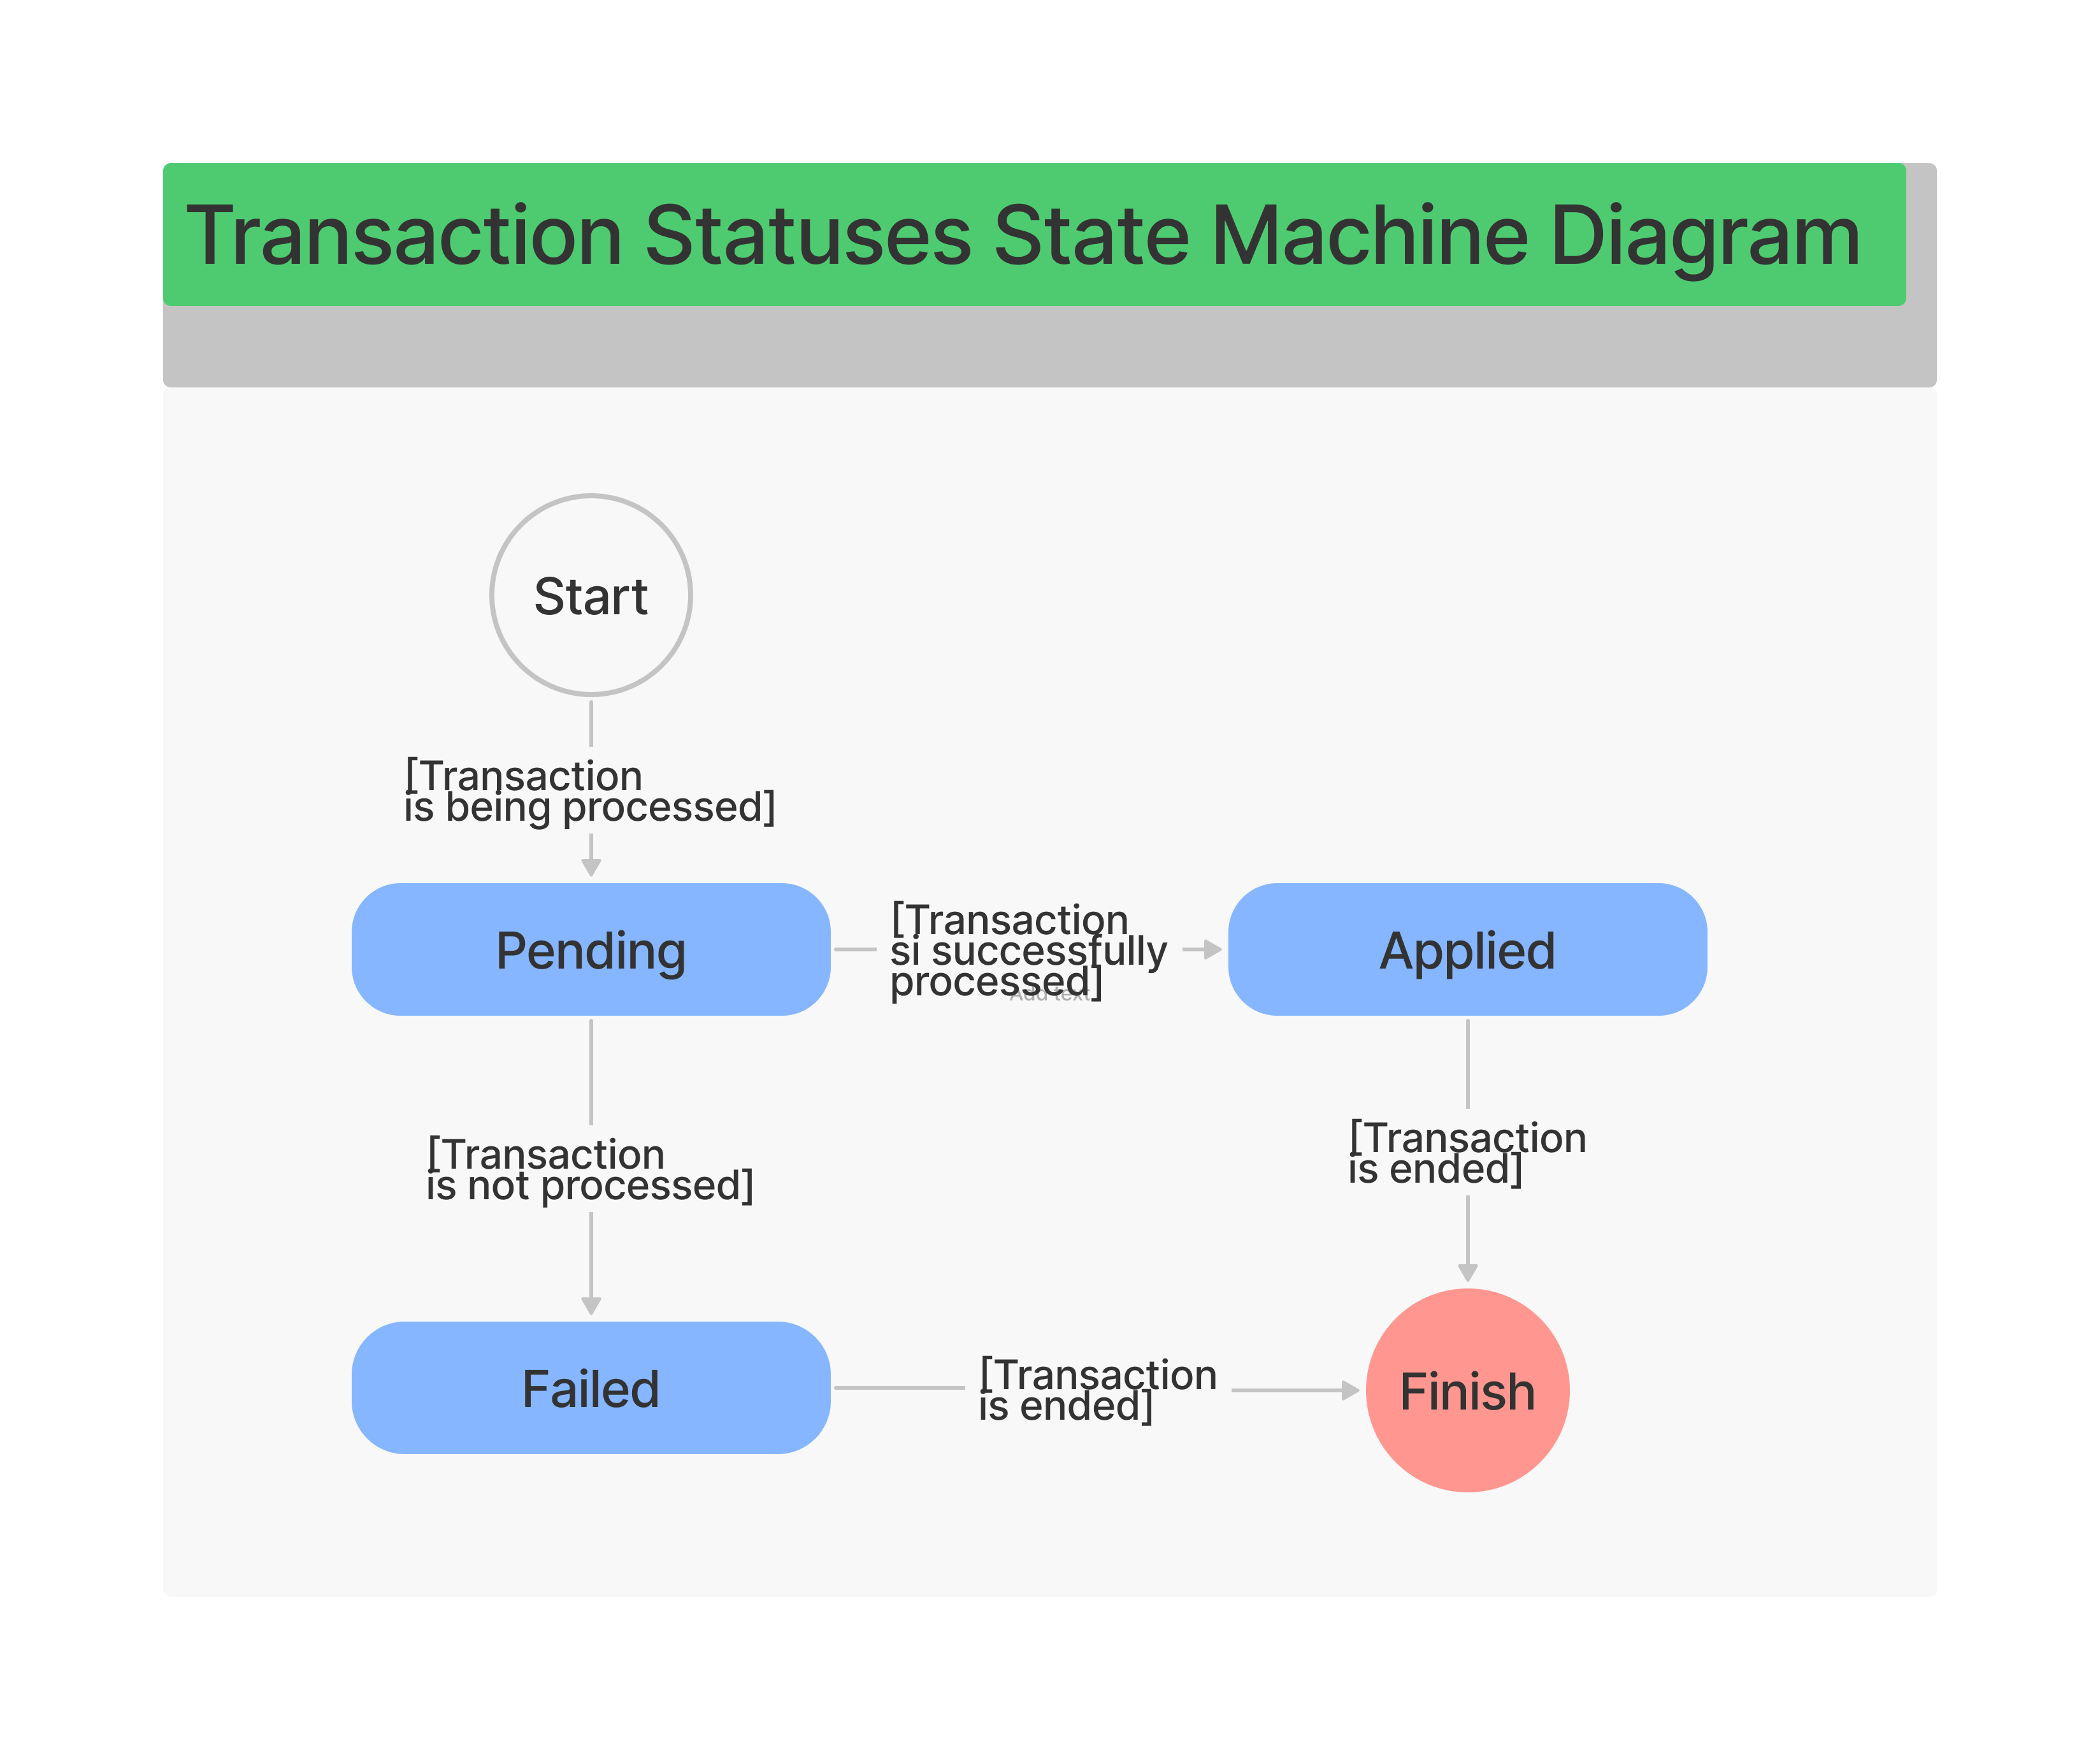 Transaction Statuses State Machine Diagram
Start
[Transaction
is being processed]
Pending
[Transaction
si successfully
processed]
Add text
Applied
[Transaction
is not processed]
[Transaction
is ended]
Failed
[Transaction
is ended]
Finish